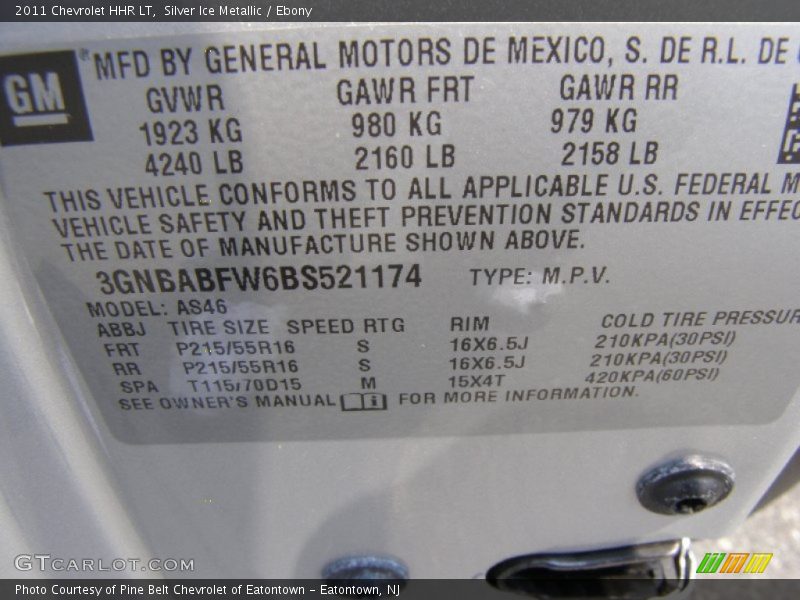 2011 Chevrolet HHR LT,  Silver Ice Metallic / Ebony
GM
® MFD BY GENERAL MOTORS DE MEXICO, S. DE R.L. DE
GVWR GAWR FRT GAWR RR
1923 KG 980 KG 979 KG
4240 LB 2160 LB 2158 LB
THIS VEHICLE CONFORMS TO ALL APPLICABLE U.S. FEDERAL M
VEHICLE SAFETY AND THEFT PREVENTION STANDARDS IN EFFEC
THE DATE OF MANUFACTURE SHOWN ABOVE.
3GNBABFW6BS521174 TYPE: M.P.V.
MODEL: AS46
ABBJ TIRE SIZE SPEED RTG RIM COLD TIRE PRESSUR
FRT P215/55R16 S 16X6.5J 210KPA(30PSI)
RR P215/55R16 S 16X6.5J 210KPA(30PSI)
SPA T115/70D15 M 15X4T 420KPA(60PSI)
SEE OWNER'S MANUAL i FOR MORE INFORMATION.
GTCARLOT.COM
Photo Courtesy of Pine Belt Chevrolet of Eatontown – Eatontown, NJ